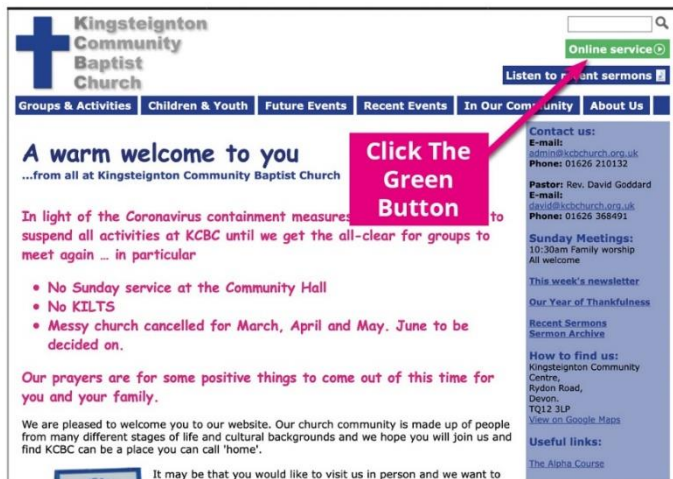 Kingsteignton
Community
Baptist
Church
Online service
Listen to recent sermons
Groups & Activities Children & Youth Future Events Recent Events In Our Community About Us
Click The
Green
Button
A warm welcome to you
...from all at Kingsteignton Community Baptist Church
In light of the Coronavirus containment measures to
suspend all activities at KCBC until we get the all-clear for groups to
meet again ... in particular
• No Sunday service at the Community Hall
• No KILTS
• Messy church cancelled for March, April and May. June to be
decided on.
Our prayers are for some positive things to come out of this time for
you and your family.
We are pleased to welcome you to our website. Our church community is made up of people
from many different stages of life and cultural backgrounds and we hope you will join us and
find KCBC can be a place you can call 'home'.
It may be that you would like to visit us in person and we want to
Contact us:
E-mail:
admin@kcbchurch.org.uk
Phone: 01626 210132
Pastor: Rev. David Goddard
E-mail:
david@kcbchurch.org.uk
Phone: 01626 368491
Sunday Meetings:
10:30am Family worship
All welcome
This week's newsletter
Our Year of Thankfulness
Recent Sermons
Sermon Archive
How to find us:
Kingsteignton Community
Centre,
Rydon Road,
Devon.
TQ12 3LP
View on Google Maps
Useful links:
The Alpha Course